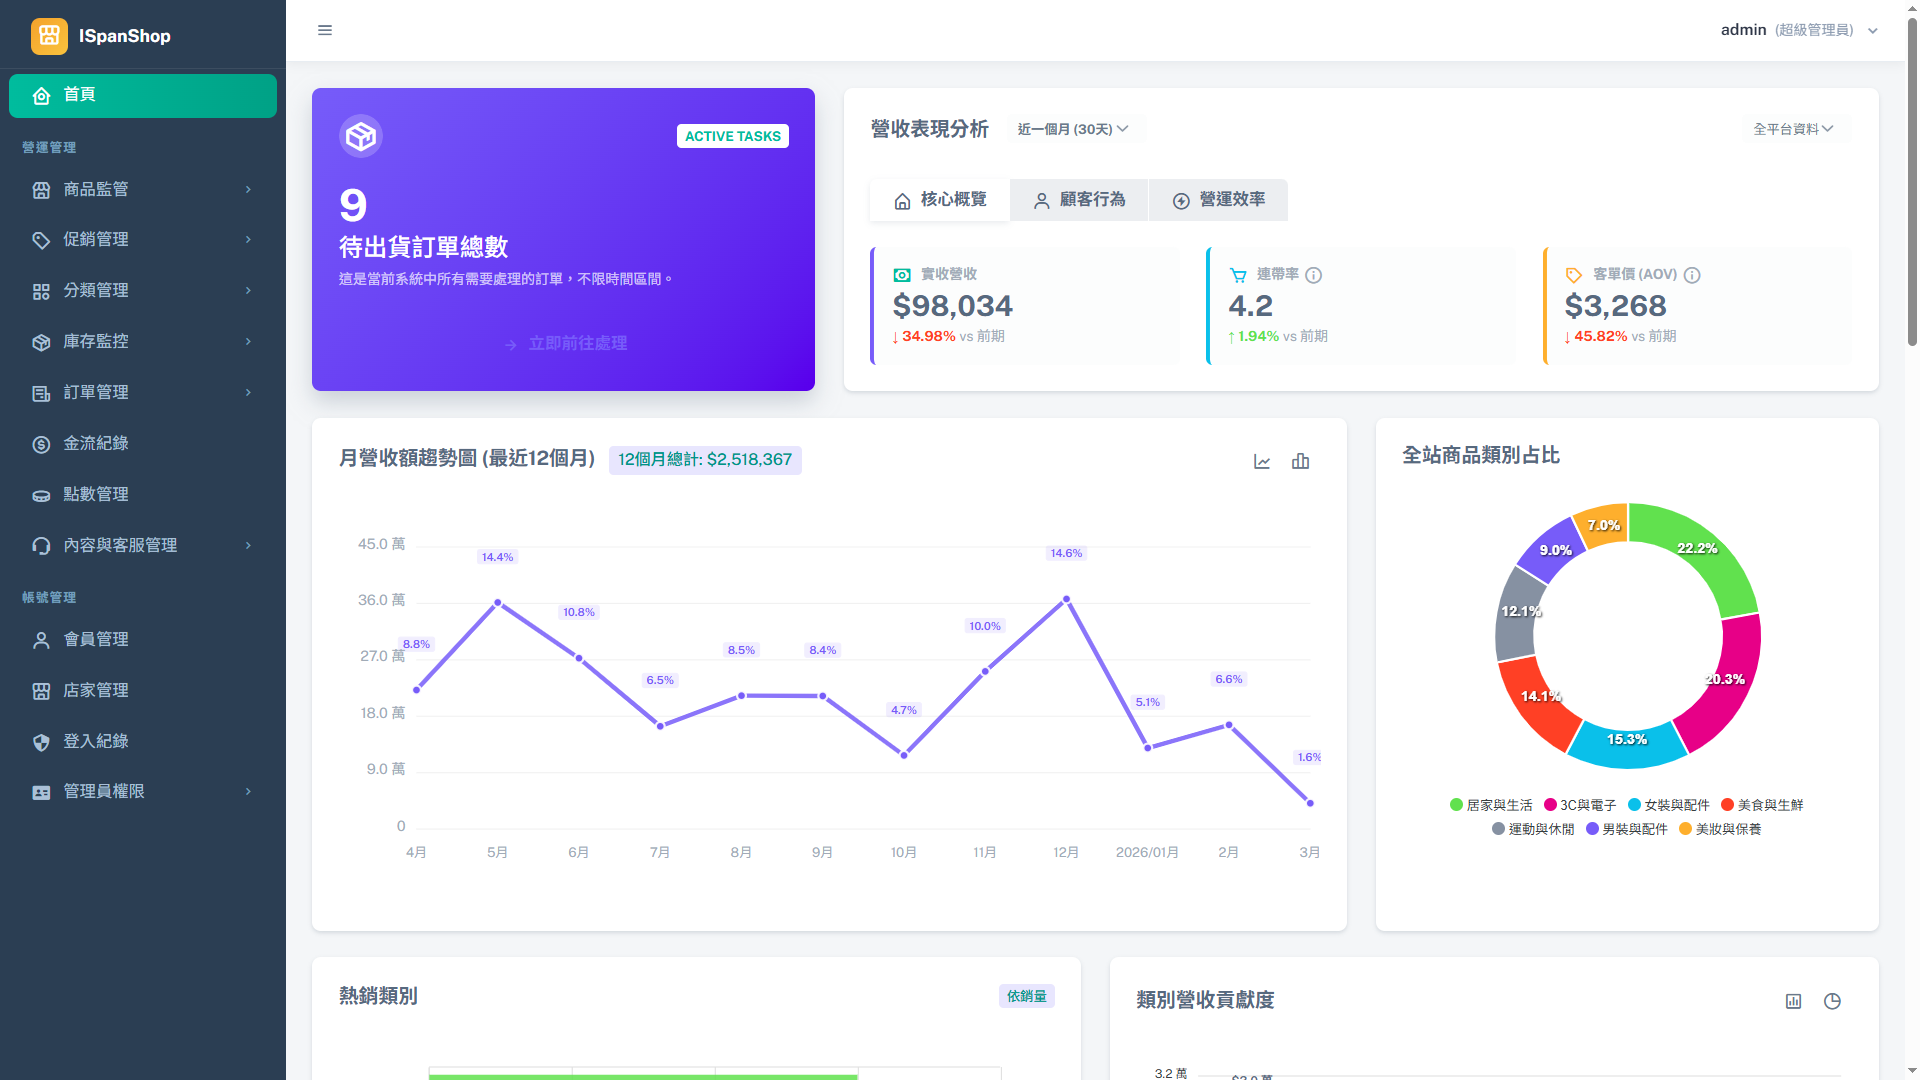 ISpanShop
首頁
營運管理
商品監管
促銷管理
分類管理
庫存監控
訂單管理
金流紀錄
點數管理
內容與客服管理
帳號管理
會員管理
店家管理
登入紀錄
管理員權限
admin (超級管理員)
ACTIVE TASKS
9
待出貨訂單總數
這是當前系統中所有需要處理的訂單，不限時間區間。
立即前往處理
營收表現分析 近一個月 (30天)
全平台資料
核心概覽
顧客行為
營運效率
實收營收
$98,034
↓ 34.98% vs 前期
連帶率
4.2
↑ 1.94% vs 前期
客單價 (AOV)
$3,268
↓ 45.82% vs 前期
月營收額趨勢圖 (最近12個月) 12個月總計: $2,518,367
45.0 萬
36.0 萬
27.0 萬
18.0 萬
9.0 萬
0
8.8%
14.4%
10.8%
6.5%
8.5%
8.4%
4.7%
10.0%
14.6%
5.1%
6.6%
1.6%
4月 5月 6月 7月 8月 9月 10月 11月 12月 2026/01月 2月 3月
全站商品類別占比
22.2%
20.3%
15.3%
14.1%
12.1%
9.0%
7.0%
居家與生活 3C與電子 女裝與配件 美食與生鮮
運動與休閒 男裝與配件 美妝與保養
熱銷類別
依銷量
類別營收貢獻度
3.2 萬